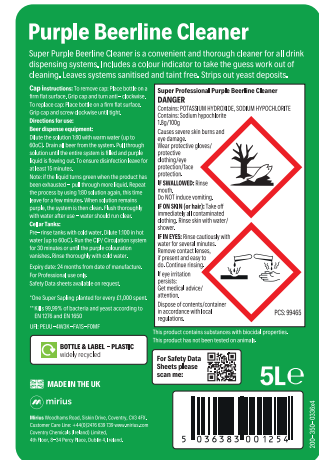 Purple Beerline Cleaner
Super Purple Beerline Cleaner is a convenient and thorough cleaner for all drink
dispensing systems. Includes a colour indicator to take the guess work out of
cleaning. Leaves systems sanitised and taint free. Strips out yeast deposits.
Cap instructions: To remove cap: Place bottle on a
firm flat surface, Grip cap and turn anti-clockwise.
To replace cap: Place bottle on a firm flat surface.
Grip cap and screw clockwise until tight.
Directions for use:
Beer dispense equipment:
Dilute the solution 1:100 with warm water (up to
60oC). Drain all beer from the system. Pull through
solution until the entire system is filled and purple
liquid is flowing out. To ensure disinfection leave for
at least 15 minutes.
Note: if the liquid turns green when the product has
been exhausted - pull through more liquid. Repeat
the process by using 1:80 solution again, this time
leave for a few minutes. When solution remains
purple, the system is then clean. Flush thoroughly
with water after use - water should run clear.
Cellar Tanks:
Pre-rinse tanks with cold water. Dilute 1:100 in hot
water (up to 60oC). Run the CIP/ Circulation system
for 30 minutes or until the purple colouration
vanishes. Rinse thoroughly with cold water.
Expiry date: 24 months from date of manufacture.
For Professional use only.
Safety Data sheets available on request.
*One Super Sapling planted for every £1,000 spent.
** Kills 99.99% of bacteria and yeast according to
EN 1276 and EN 1650
UFI: PEUU-4W3K-FA15-F0MF
BOTTLE & LABEL - PLASTIC
widely recycled
MADE IN THE UK
mirius
Mirius Woodhams Road, Siskin Drive, Coventry, CV3 4FX,
Customer Care Line: +44(0)2476 639 739 www.mirius.com
Coventry Chemicals (Ireland) Limited,
4th Floor, 8-34 Percy Place, Dublin 4, Ireland.
Super Professional Purple Beerline Cleaner
DANGER
Contains: POTASSIUM HYDROXIDE, SODIUM HYPOCHLORITE
Contains: Sodium hypochlorite
1.5g/100g
Causes severe skin burns and
eye damage.
Wear protective gloves/
protective
clothing/eye
protection/face
protection.
IF SWALLOWED: Rinse
mouth.
Do NOT induce vomiting.
IF ON SKIN (or hair): Take off
immediately all contaminated
clothing. Rinse skin with water/
shower.
IF IN EYES: Rinse cautiously with
water for several minutes.
Remove contact lenses,
if present and easy to
do. Continue rinsing.
If eye irritation
persists:
Get medical advice/
attention.
Dispose of contents/container
in accordance with local
regulations.
PCS: 99465
This product contains substances with biocidal properties.
This product has not been tested on animals.
For Safety Data
Sheets please
scan me:
5Le
5 036383 001254